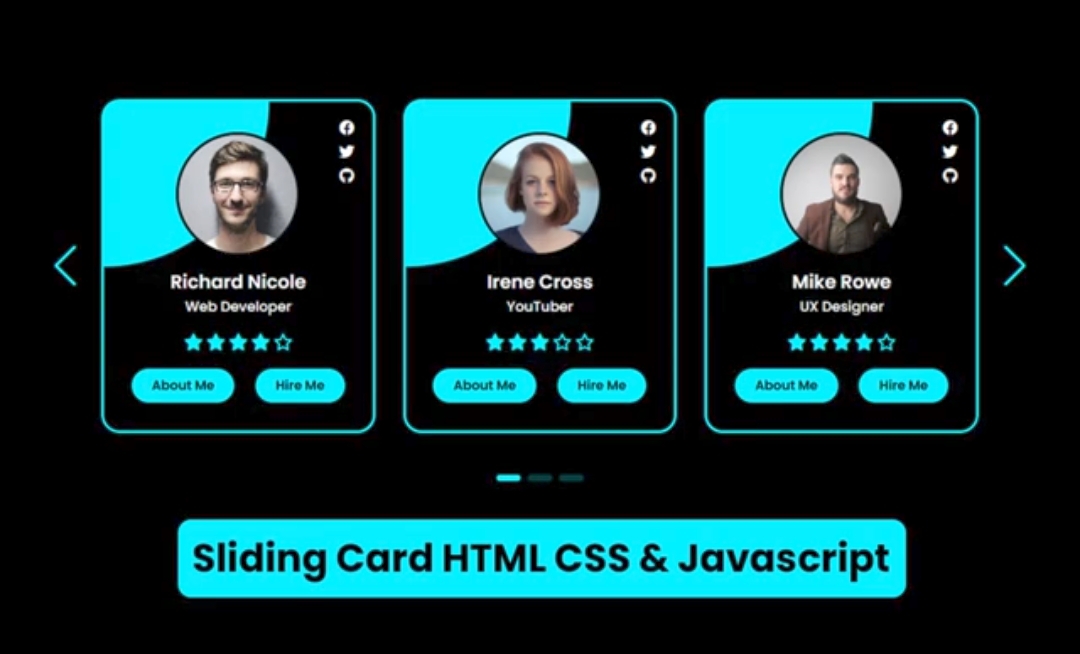 Richard Nicole
Web Developer
About Me
Hire Me
Irene Cross
YouTuber
About Me
Hire Me
Mike Rowe
UX Designer
About Me
Hire Me
Sliding Card HTML CSS & Javascript